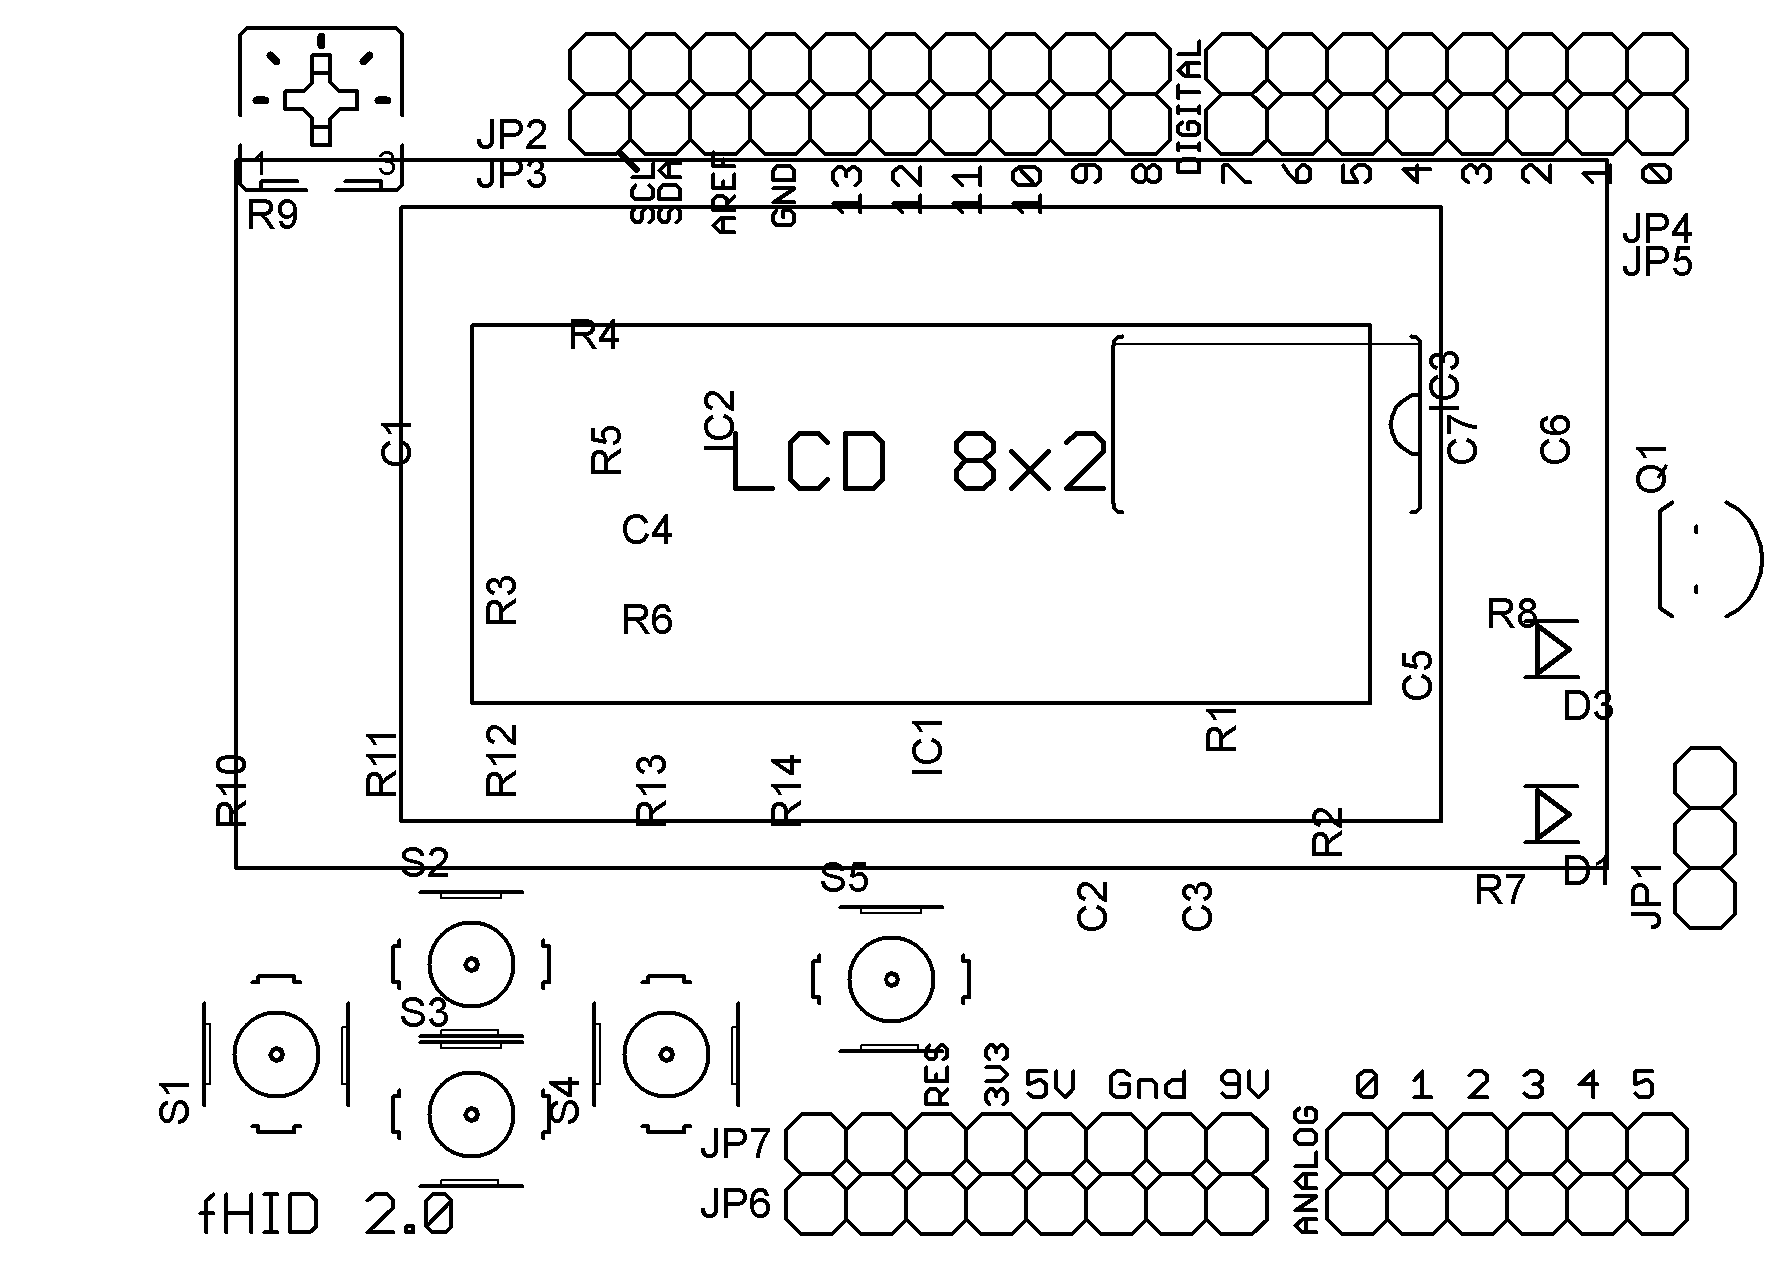 JP2
DIGITAL
1 3
JP3
SCL
SDA
AREF
GND
13
12
11
10
9
8
7
6
5
4
3
2
1
0
R9
JP4
JP5
R4
IC3
IC2
C1
R5
LCD 8x2
C7
C6
Q1
C4
R3
R6
R8
C5
D3
R10
R11
R12
R13
R14
IC1
R1
R2
S2
S5
C2
C3
R7
D1
JP1
S3
RES
3V3
5V Gnd 9V
0 1 2 3 4 5
S1
S4
JP7
ANALOG
JP6
fHID 2.0